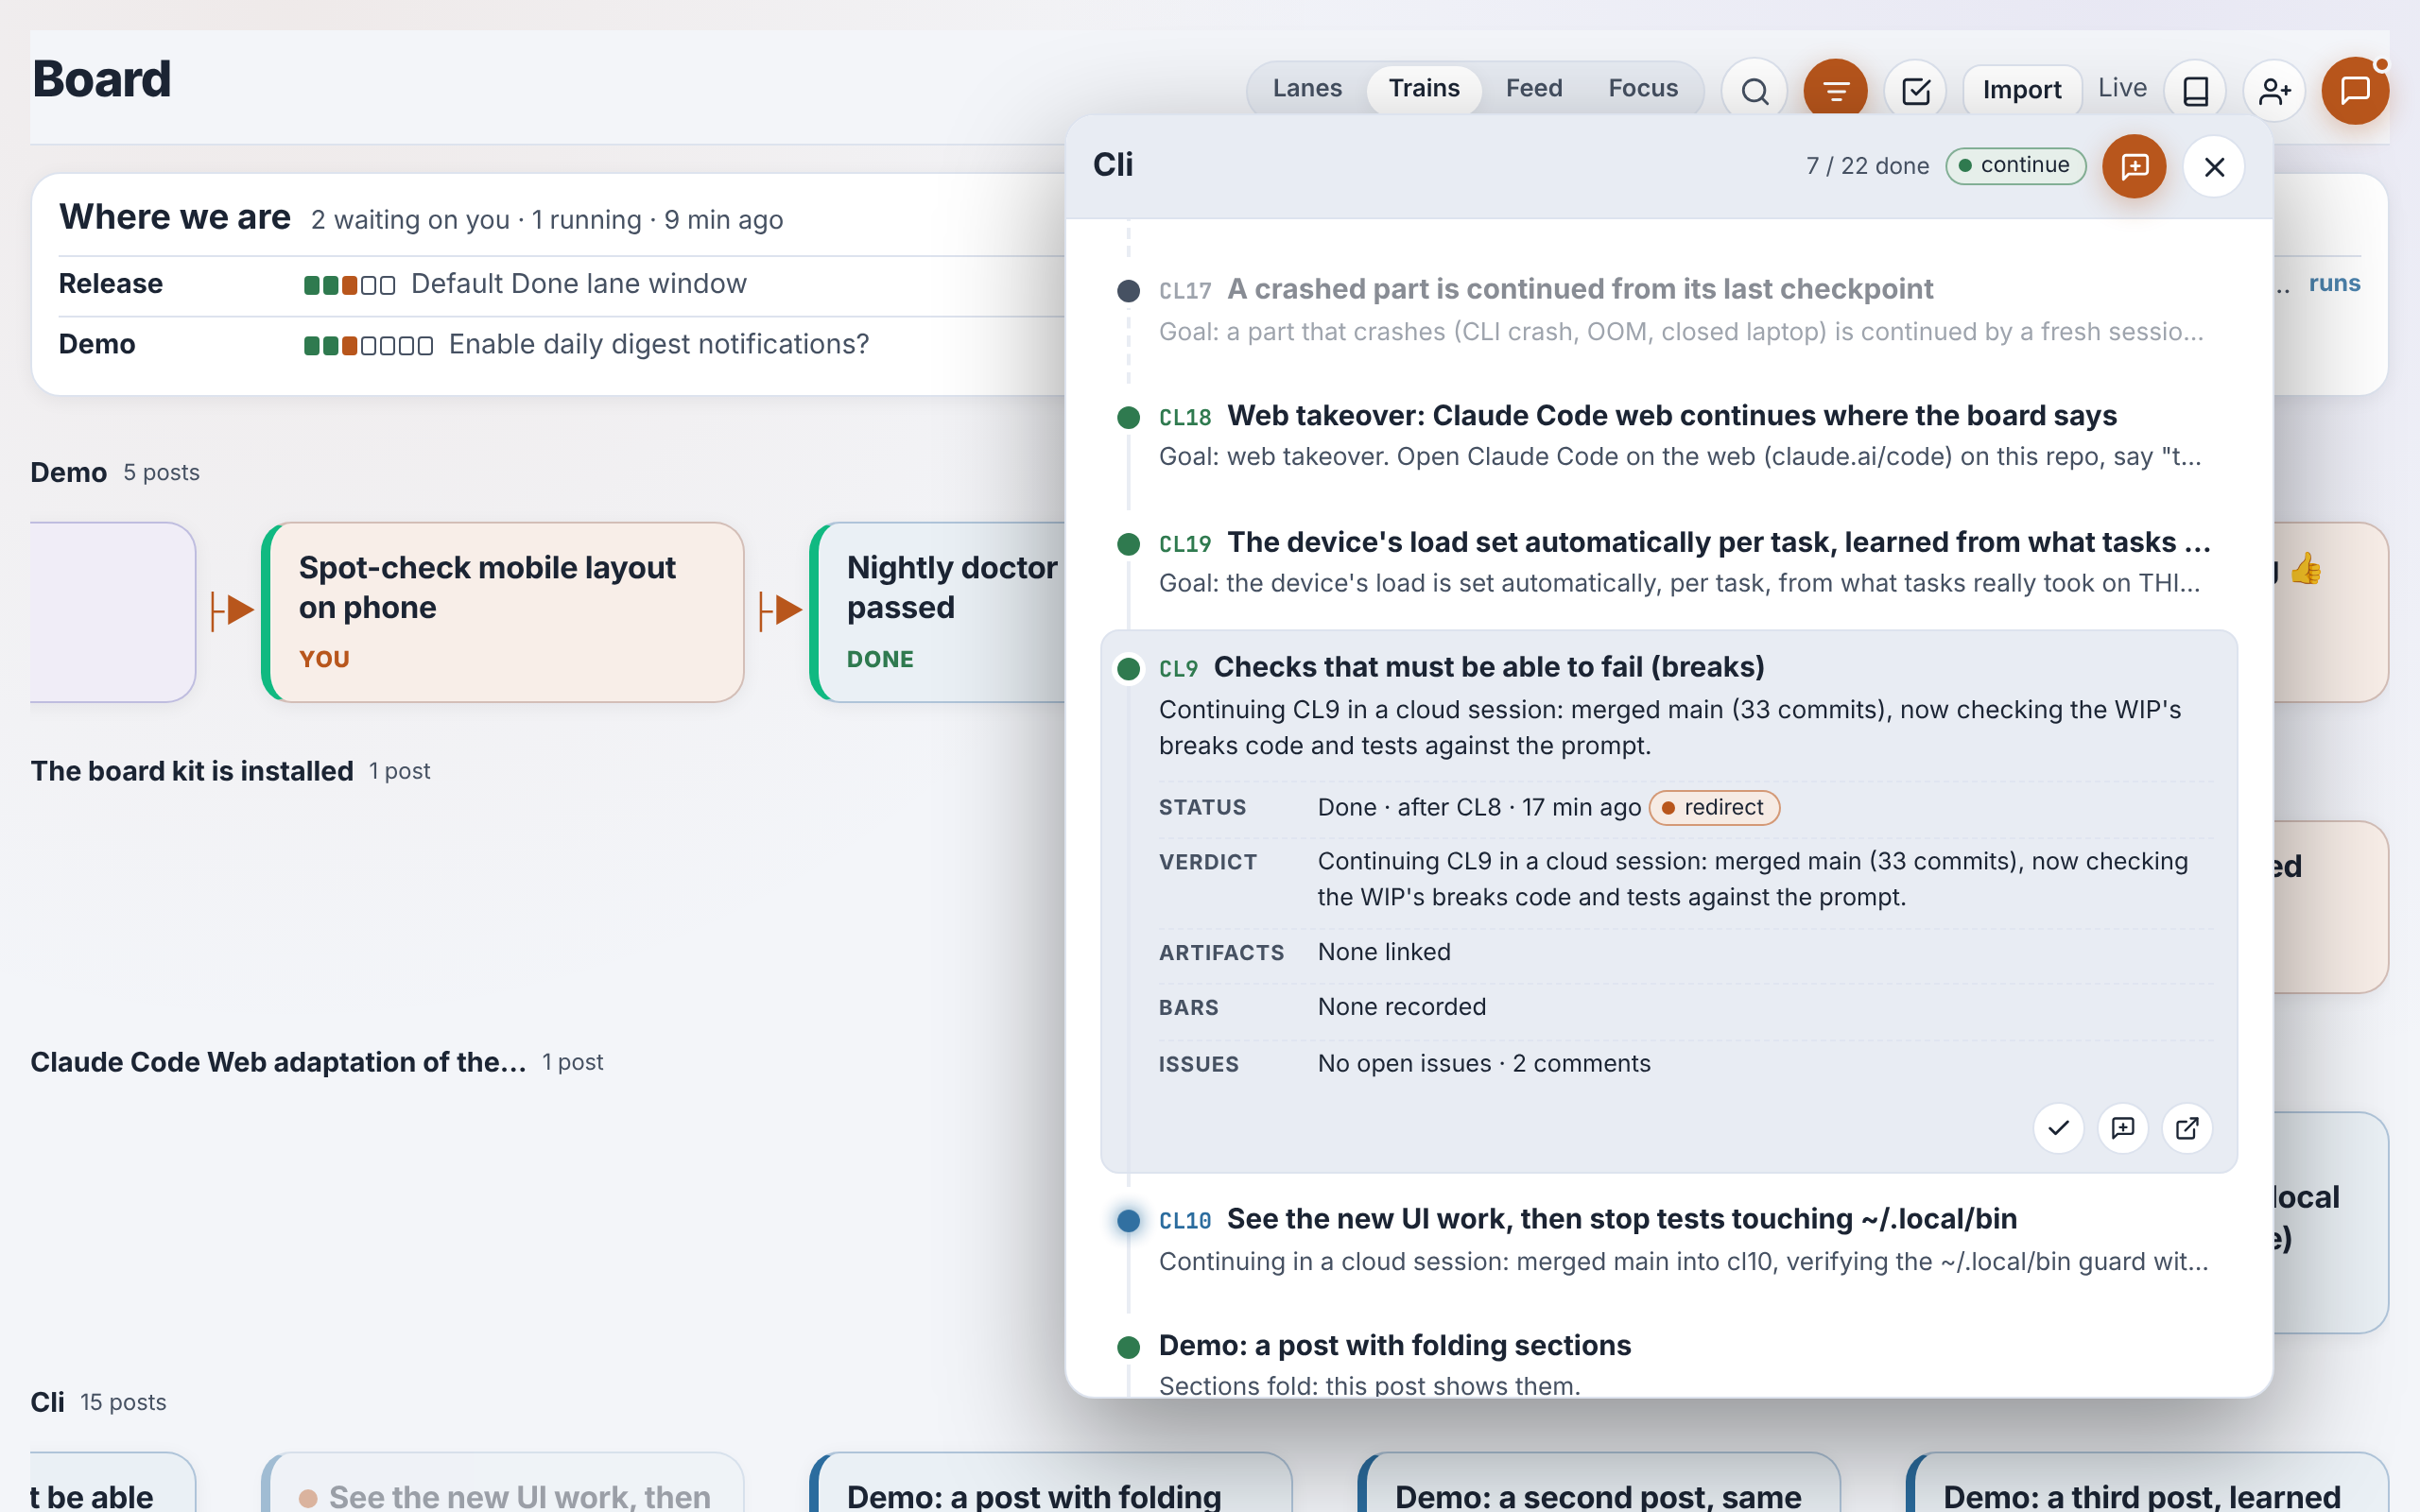 Board
Lanes Trains Feed Focus Import Live
Where we are 2 waiting on you · 1 running · 9 min ago
Release Default Done lane window
.. runs
Demo Enable daily digest notifications?
Demo 5 posts
Spot-check mobile layout
on phone
YOU
Nightly doctor
passed
DONE
👍
The board kit is installed 1 post
ed
Claude Code Web adaptation of the... 1 post
local
e)
Cli 15 posts
t be able
See the new UI work, then
Demo: a post with folding
Demo: a second post, same
Demo: a third post, learned
Cli 7 / 22 done continue
CL17 A crashed part is continued from its last checkpoint
Goal: a part that crashes (CLI crash, OOM, closed laptop) is continued by a fresh sessio...
CL18 Web takeover: Claude Code web continues where the board says
Goal: web takeover. Open Claude Code on the web (claude.ai/code) on this repo, say "t...
CL19 The device's load set automatically per task, learned from what tasks ...
Goal: the device's load is set automatically, per task, from what tasks really took on THI...
CL9 Checks that must be able to fail (breaks)
Continuing CL9 in a cloud session: merged main (33 commits), now checking the WIP's
breaks code and tests against the prompt.
STATUS Done · after CL8 · 17 min ago redirect
VERDICT Continuing CL9 in a cloud session: merged main (33 commits), now checking
the WIP's breaks code and tests against the prompt.
ARTIFACTS None linked
BARS None recorded
ISSUES No open issues · 2 comments
CL10 See the new UI work, then stop tests touching ~/.local/bin
Continuing in a cloud session: merged main into cl10, verifying the ~/.local/bin guard wit...
Demo: a post with folding sections
Sections fold: this post shows them.